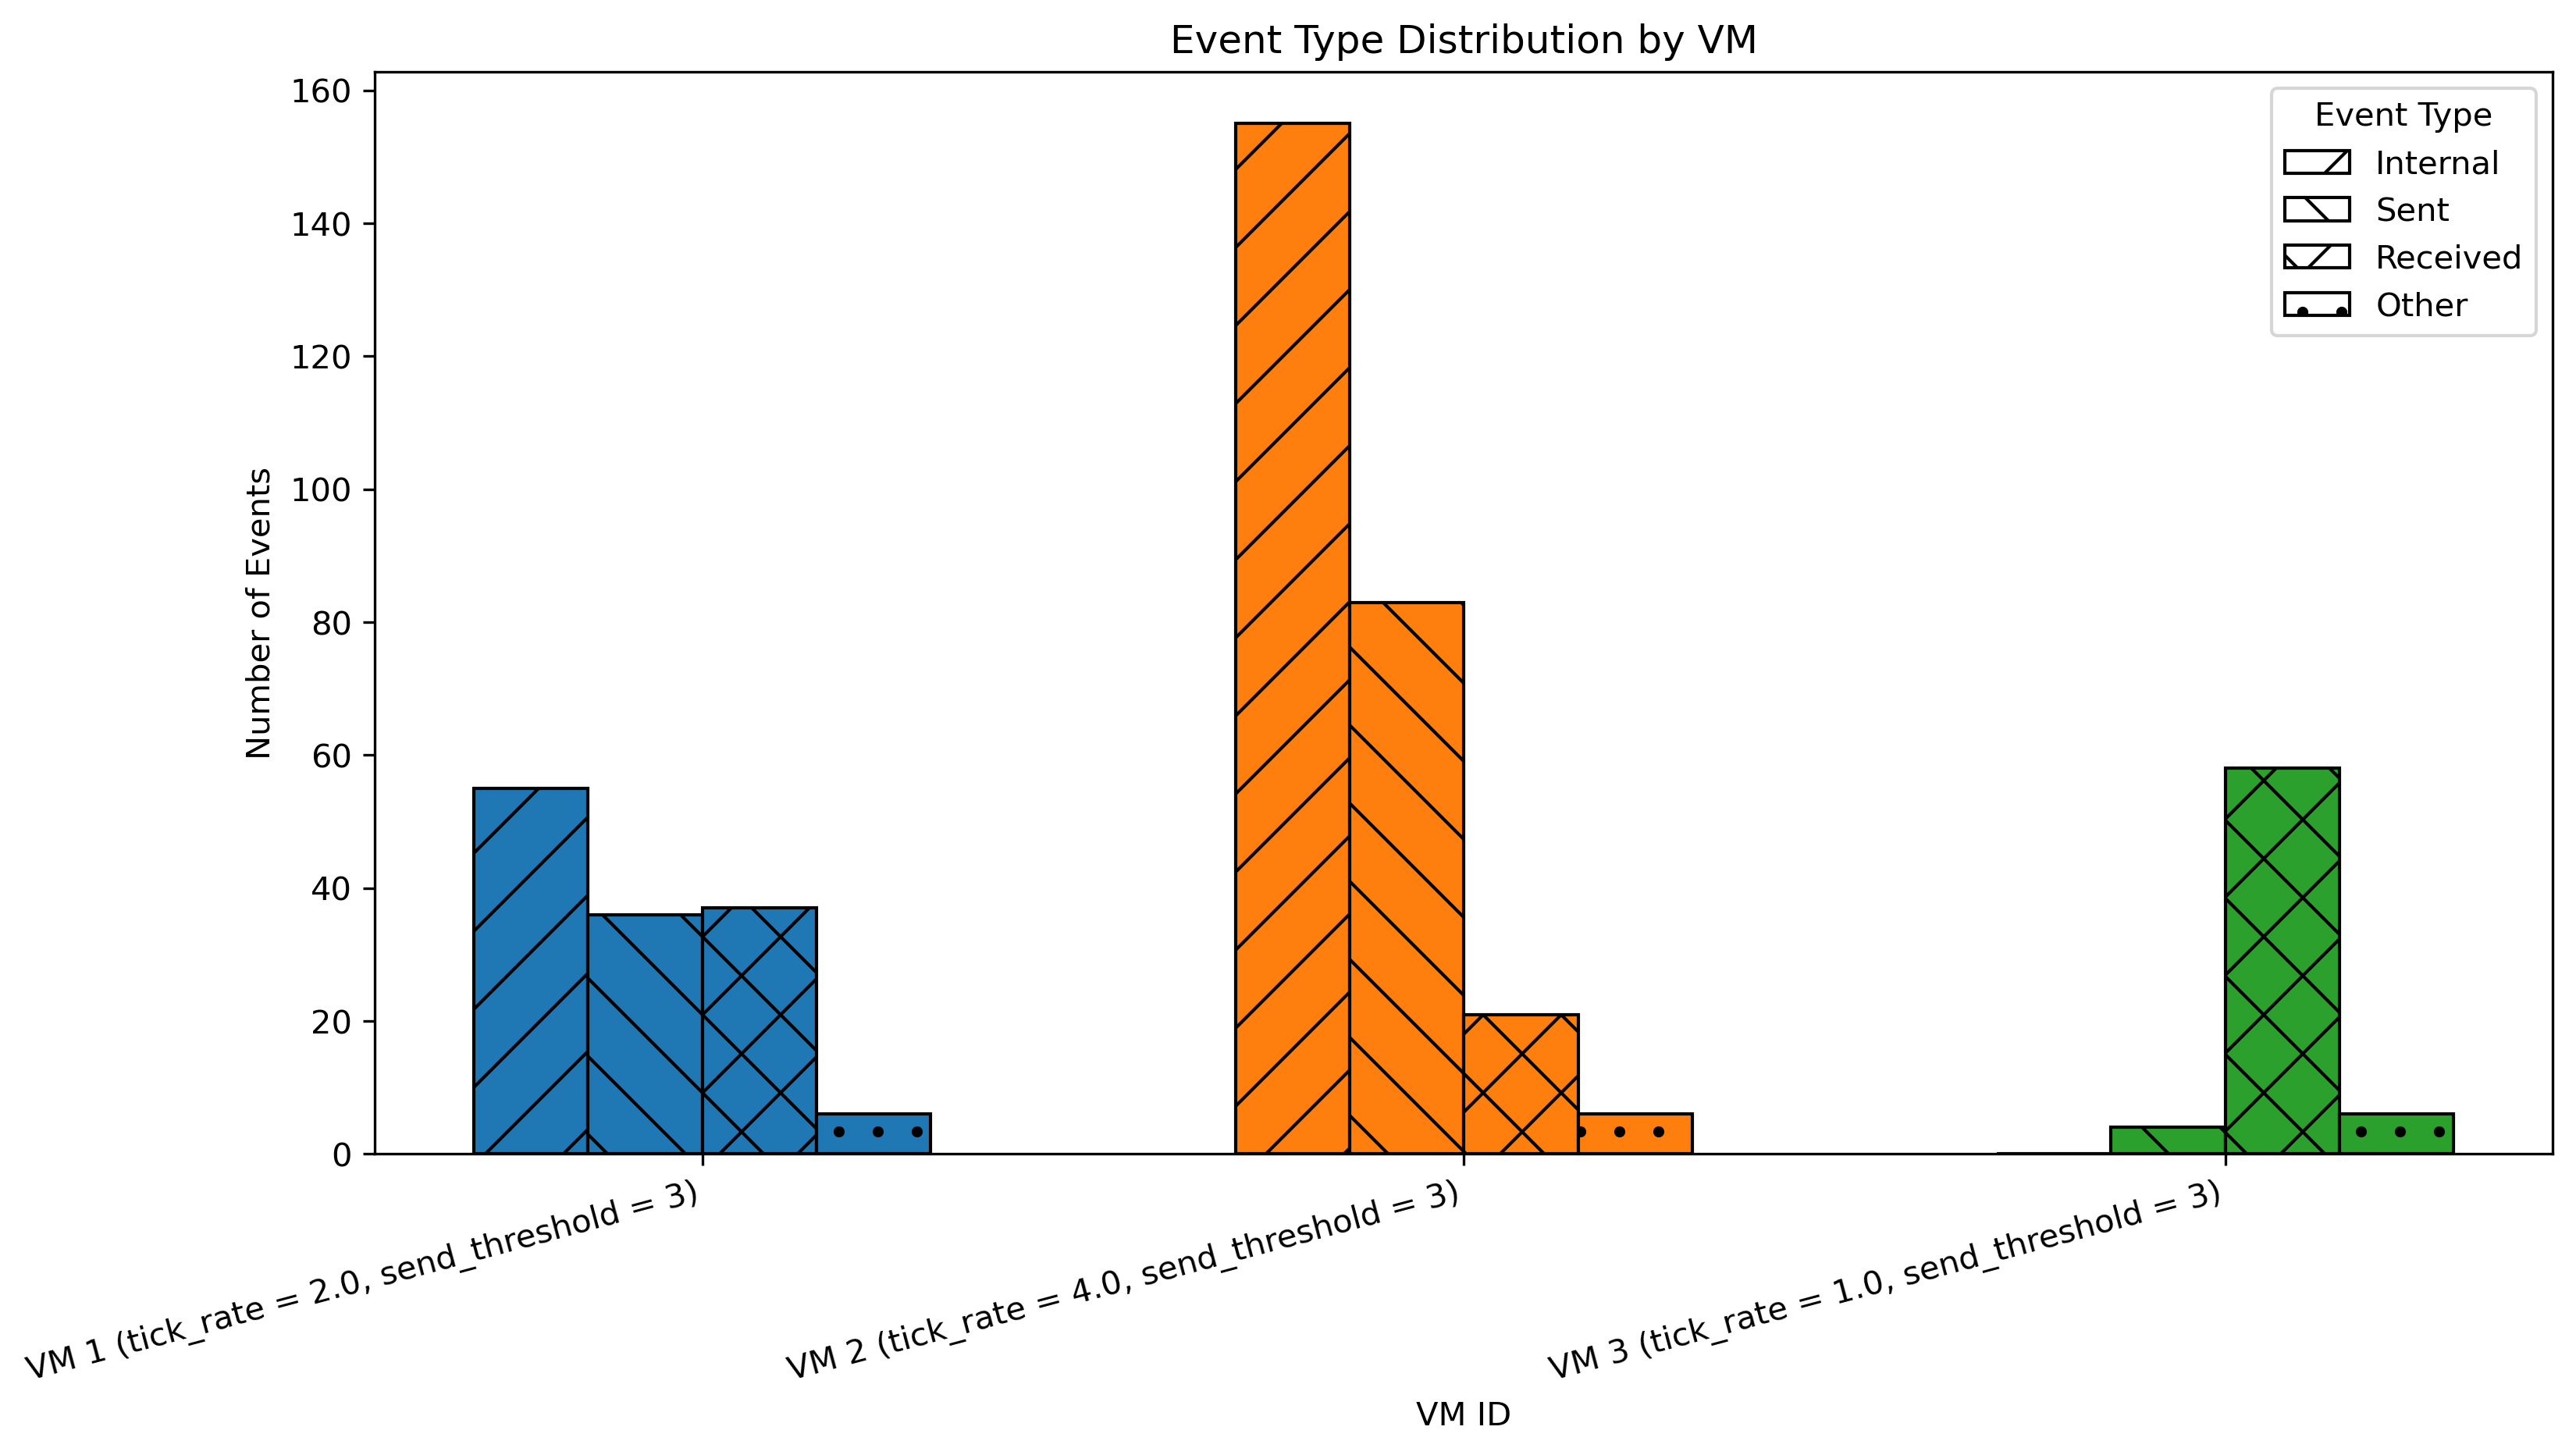 Event Type Distribution by VM
160
140
120
100
80
60
40
20
0
Number of Events
Event Type
Internal
Sent
Received
Other
VM 1 (tick_rate = 2.0, send_threshold = 3)
VM 2 (tick_rate = 4.0, send_threshold = 3)
VM 3 (tick_rate = 1.0, send_threshold = 3)
VM ID